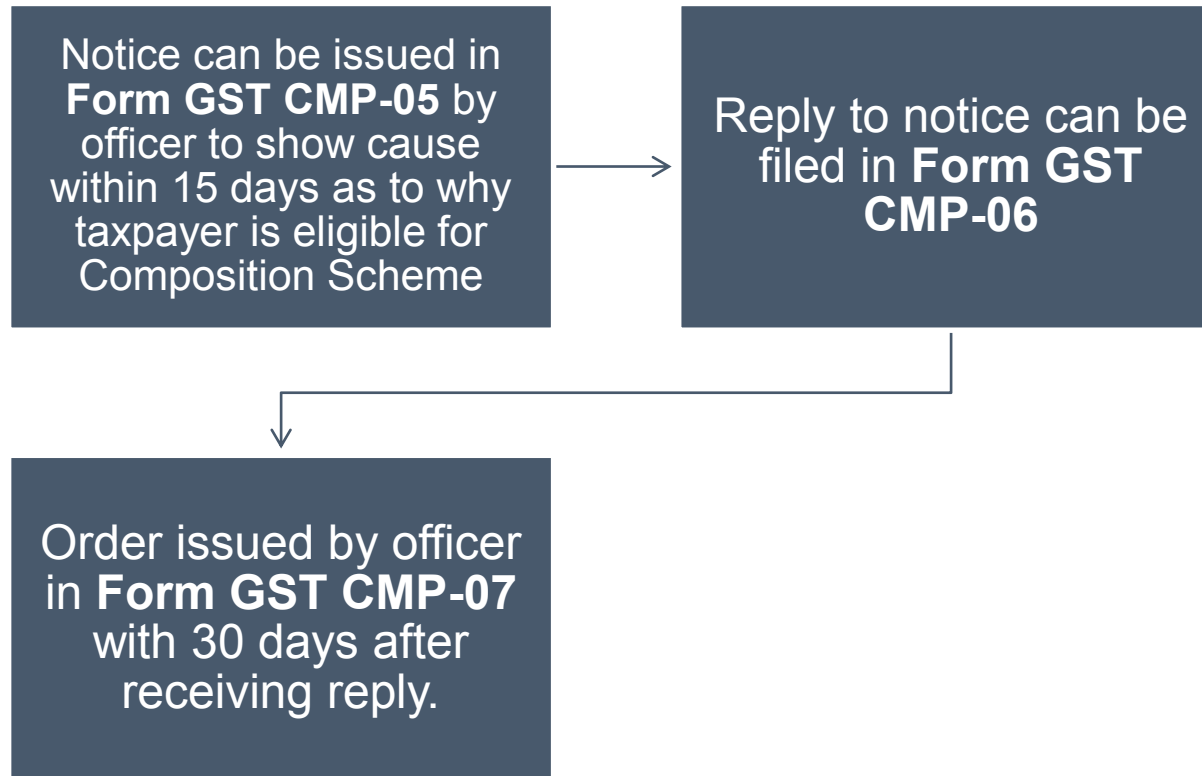 Notice can be issued in
Form GST CMP-05 by
officer to show cause
within 15 days as to why
taxpayer is eligible for
Composition Scheme
Reply to notice can be
filed in Form GST
CMP-06
Order issued by officer
in Form GST CMP-07
with 30 days after
receiving reply.